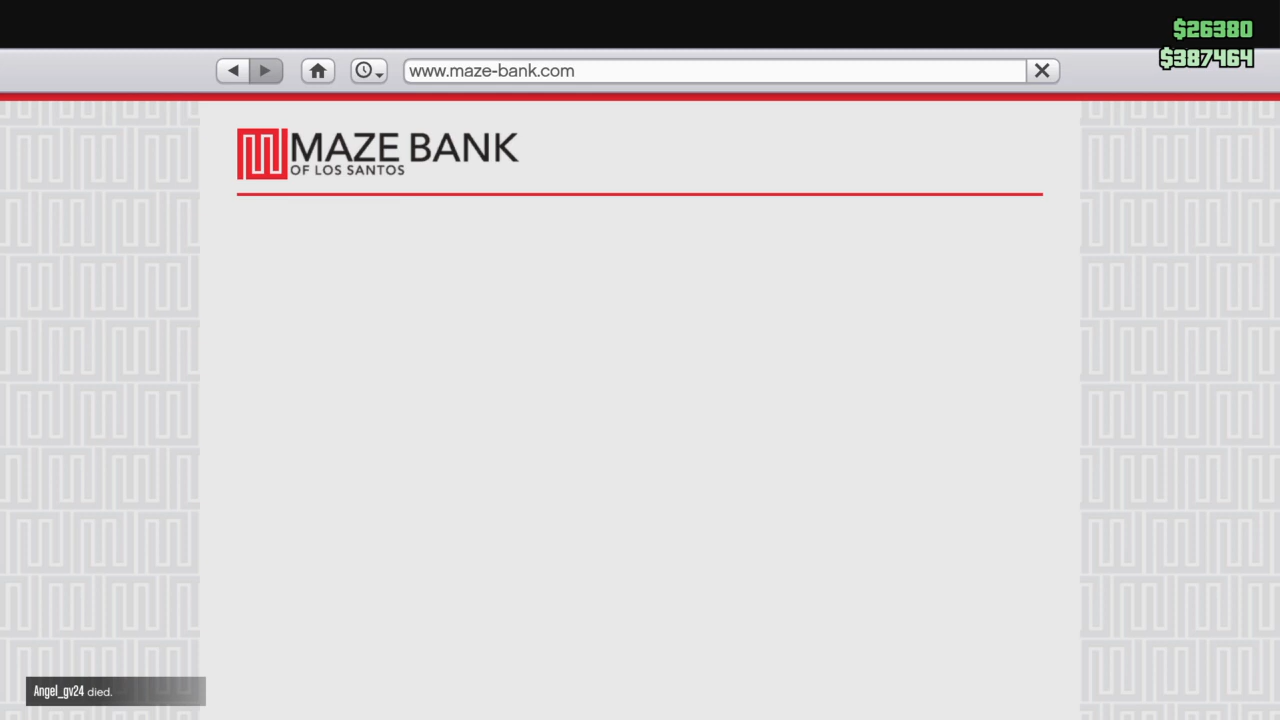 $26380
$387464
www.maze-bank.com
MAZE BANK
OF LOS SANTOS
Angel_gv24 died.